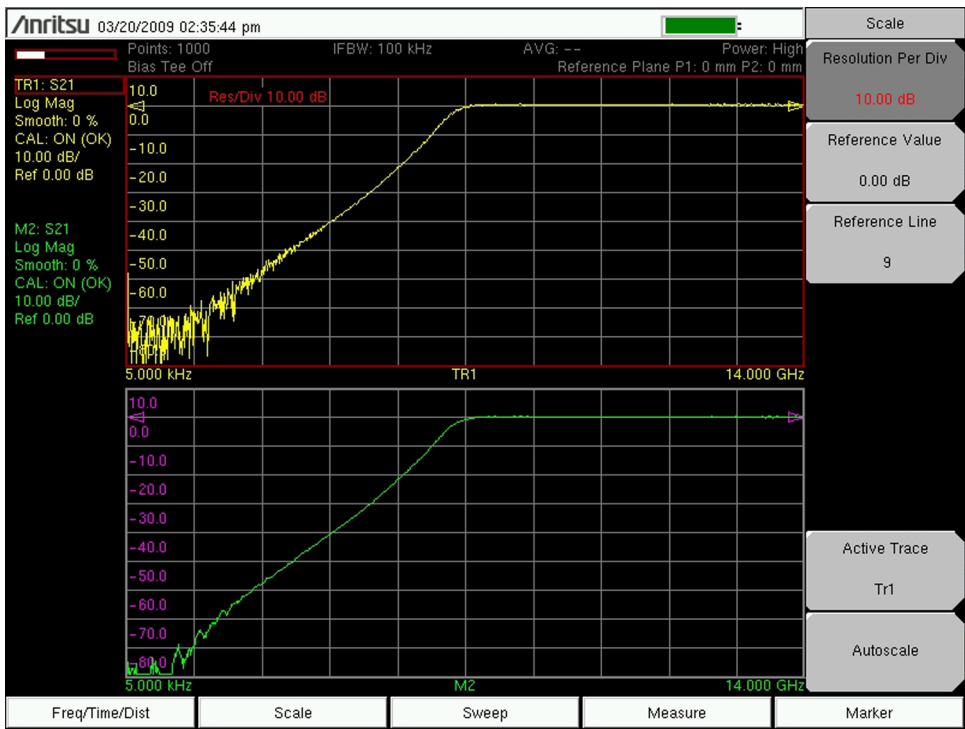 Anritsu 03/20/2009 02:35:44 pm
Scale
Points: 1000 IFBW: 100 kHz AVG: -- Power: High
Bias Tee Off Reference Plane P1: 0 mm P2: 0 mm
TR1: S21
Log Mag
Smooth: 0 %
CAL: ON (OK)
10.00 dB/
Ref 0.00 dB
M2: S21
Log Mag
Smooth: 0 %
CAL: ON (OK)
10.00 dB/
Ref 0.00 dB
Res/Div 10.00 dB
10.0
0.0
-10.0
-20.0
-30.0
-40.0
-50.0
-60.0
-70.0
-80.0
5.000 kHz TR1 14.000 GHz
10.0
0.0
-10.0
-20.0
-30.0
-40.0
-50.0
-60.0
-70.0
-80.0
5.000 kHz M2 14.000 GHz
Resolution Per Div
10.00 dB
Reference Value
0.00 dB
Reference Line
9
Active Trace
Tr1
Autoscale
Freq/Time/Dist Scale Sweep Measure Marker